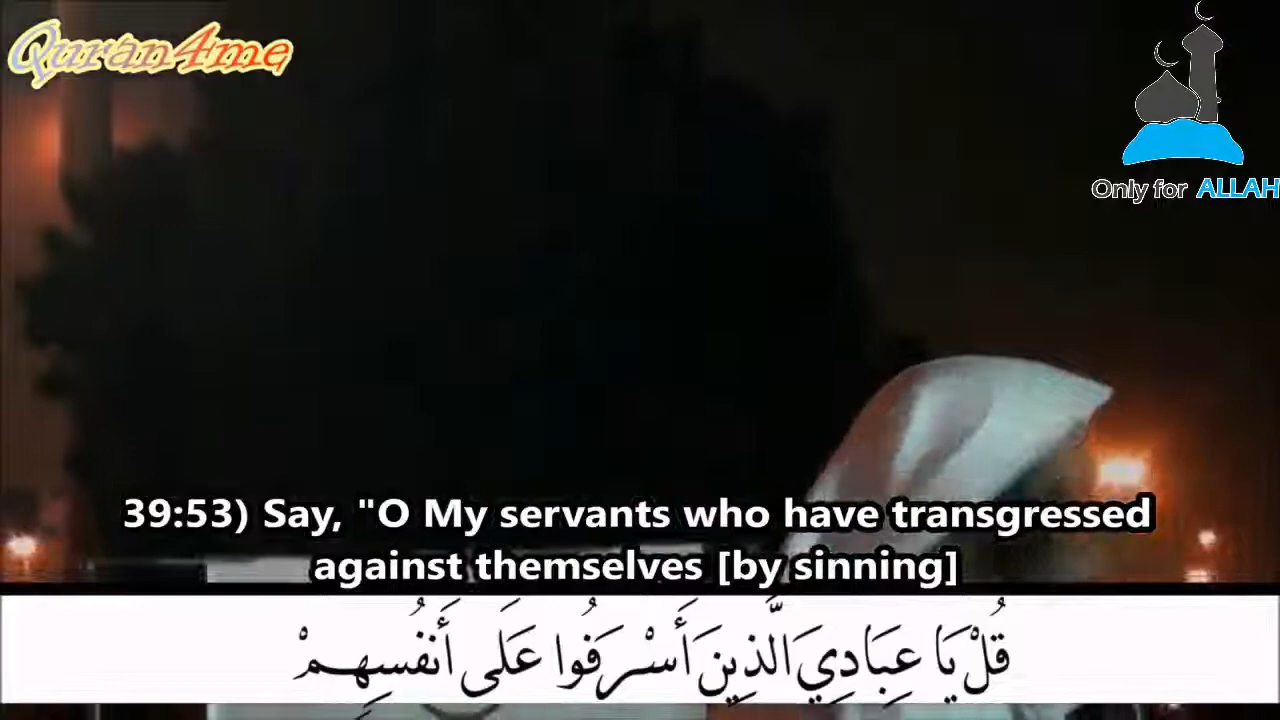 Quran4me
Only for ALLAH
39:53) Say, "O My servants who have transgressed
against themselves [by sinning]
قُلْ يَا عِبَادِيَ الَّذِينَ أَسْرَفُوا عَلَى أَنفُسِهِمْ